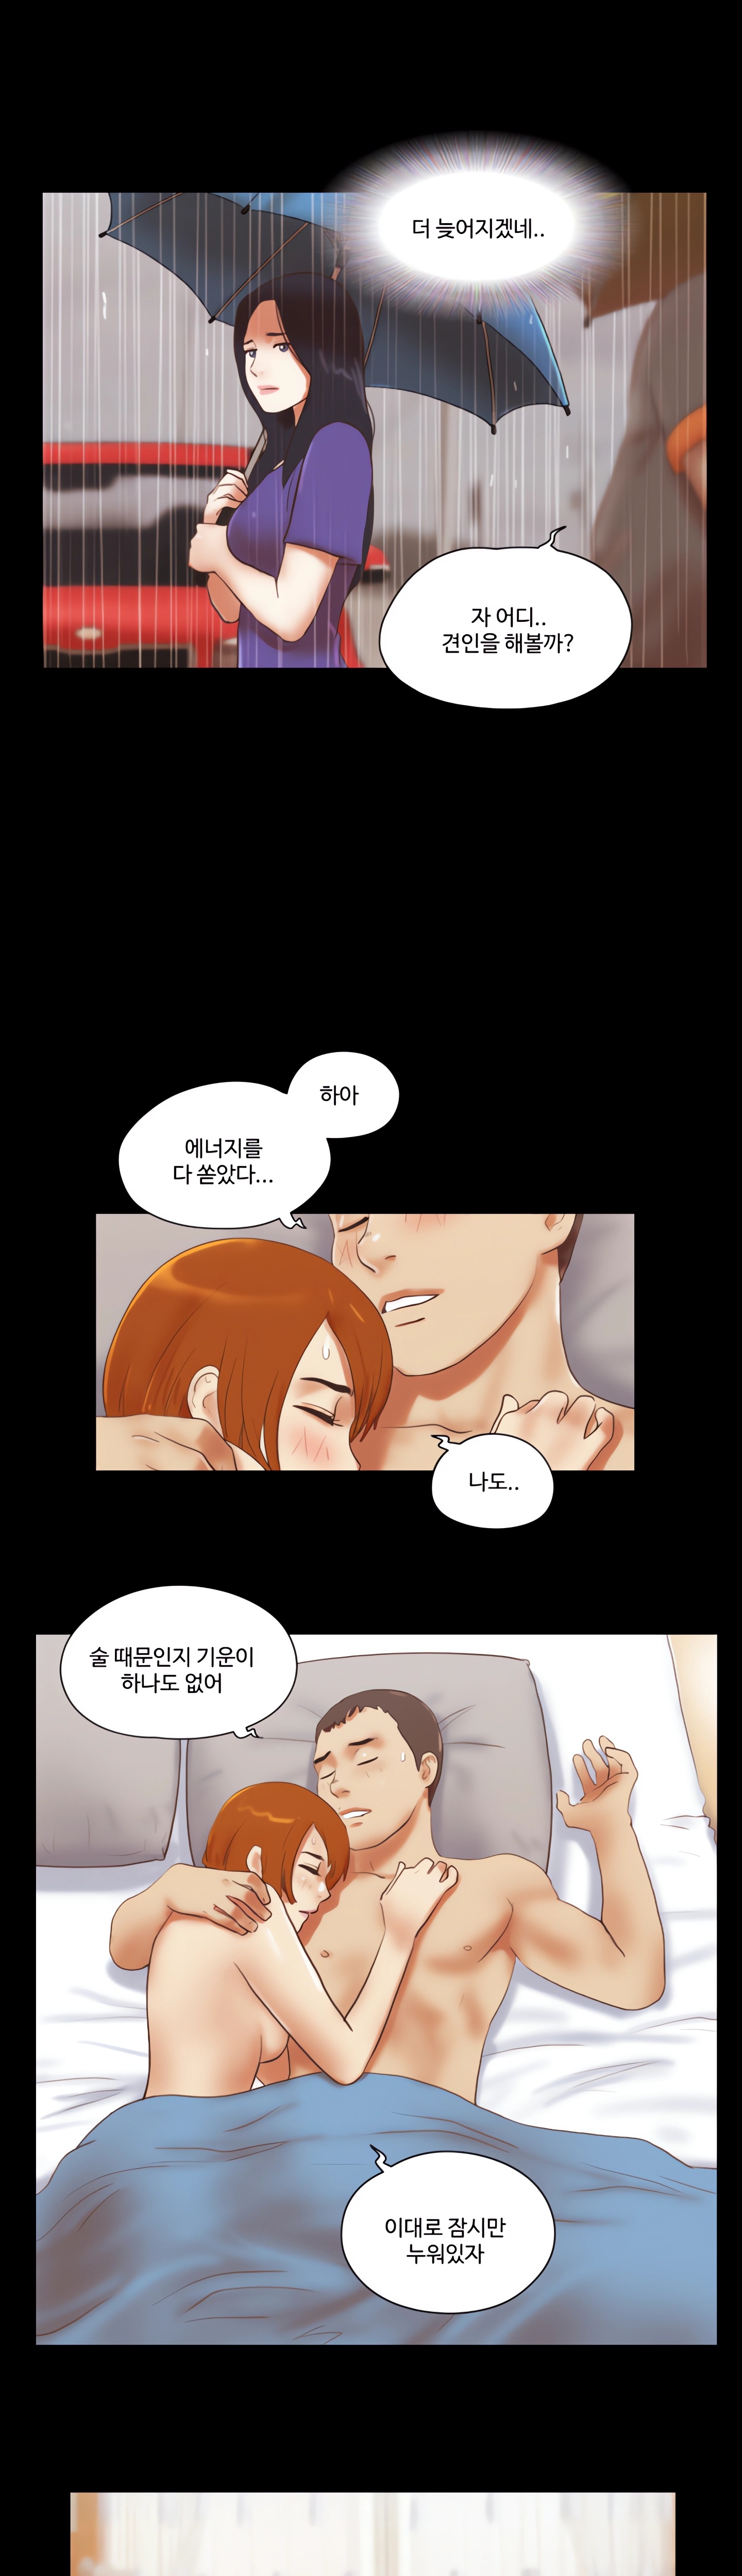 더 늦어지겠네..
자 어디..
견인을 해볼까?
하아
에너지를
다 쏟았다...
나도..
술 때문인지 기운이
하나도 없어
이대로 잠시만
누워있자